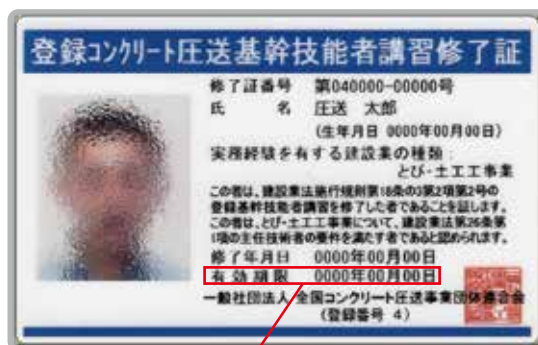 登録コンクリート圧送基幹技能者講習修了証
修了証番号 第040000-00000号
氏 名 圧送 太郎
(生年月日 0000年00月00日)
実務経験を有する建設業の種類:
とび・土工工事業
この者は、建設業法施行規則第18条の3第2項第2号の
登録基幹技能者講習を修了した者であることを証します。
この者は、とび・土工工事業について、建設業法第26条第
1項の主任技術者の要件を満たす者であると認められます。
修了年月日 0000年00月00日
有効期限 0000年00月00日
一般社団法人 全国コンクリート圧送事業団体連合会
(登録番号 4)